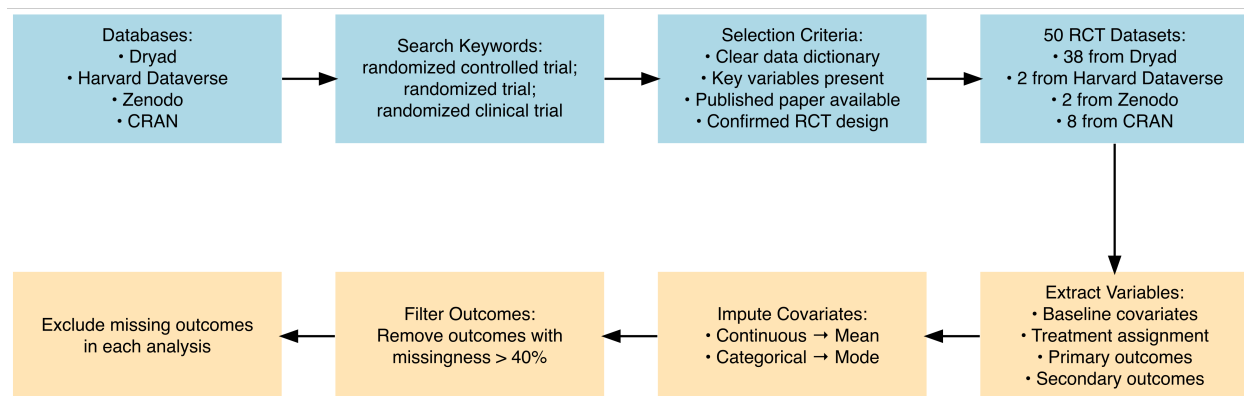 Databases:
• Dryad
• Harvard Dataverse
• Zenodo
• CRAN
Search Keywords:
randomized controlled trial;
randomized trial;
randomized clinical trial
Selection Criteria:
• Clear data dictionary
• Key variables present
• Published paper available
• Confirmed RCT design
50 RCT Datasets:
• 38 from Dryad
• 2 from Harvard Dataverse
• 2 from Zenodo
• 8 from CRAN
Extract Variables:
• Baseline covariates
• Treatment assignment
• Primary outcomes
• Secondary outcomes
Impute Covariates:
• Continuous → Mean
• Categorical → Mode
Filter Outcomes:
Remove outcomes with
missingness > 40%
Exclude missing outcomes
in each analysis